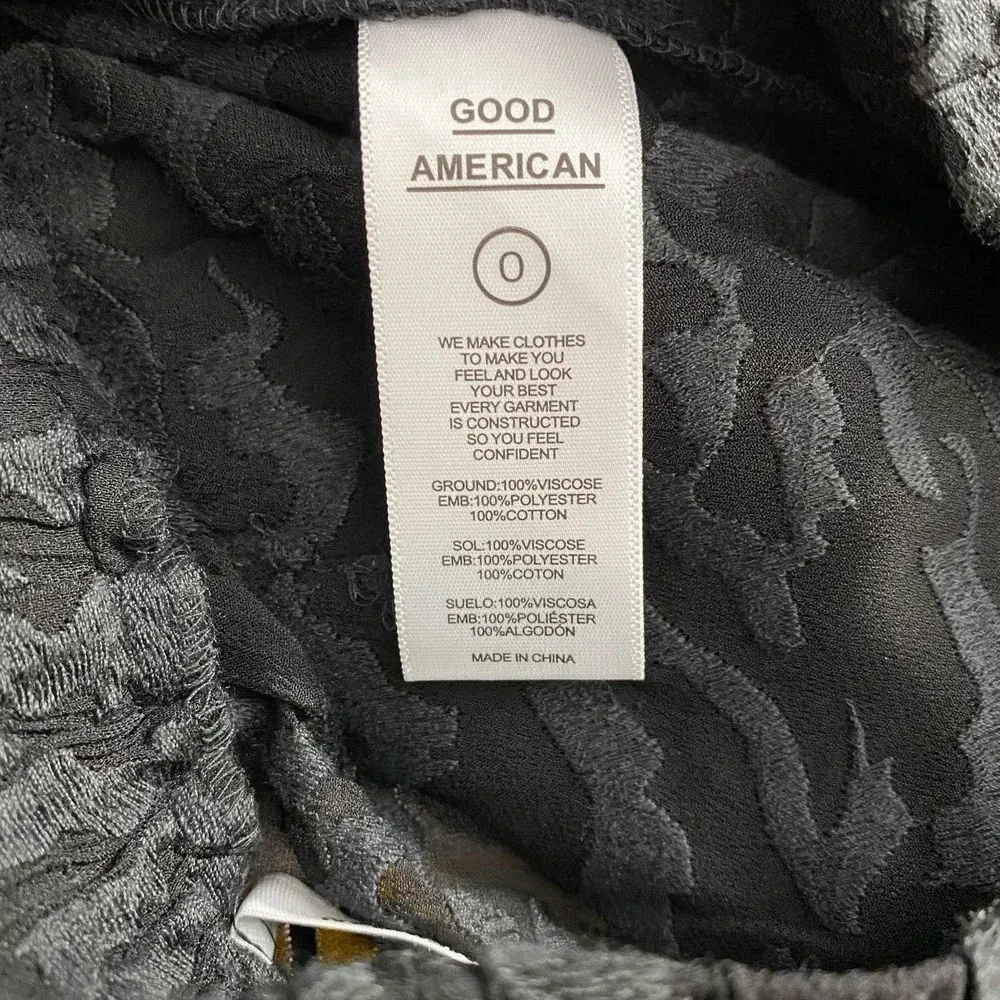 GOOD
AMERICAN
0
WE MAKE CLOTHES
TO MAKE YOU
FEEL AND LOOK
YOUR BEST
EVERY GARMENT
IS CONSTRUCTED
SO YOU FEEL
CONFIDENT
GROUND:100%VISCOSE
EMB:100%POLYESTER
100%COTTON
SOL:100%VISCOSE
EMB:100%POLYESTER
100%COTON
SUELO:100%VISCOSA
EMB:100%POLIÉSTER
100%ALGODÓN
MADE IN CHINA